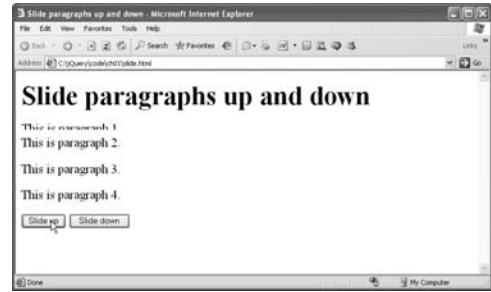 Slide paragraphs up and down - Microsoft Internet Explorer
File Edit View Favorites Tools Help
Back Search Favorites Links
Address C:\jQuery\code\ch01\slide.html Go
Slide paragraphs up and down
This is paragraph 1
This is paragraph 2.
This is paragraph 3.
This is paragraph 4.
Slide up Slide down
Done My Computer